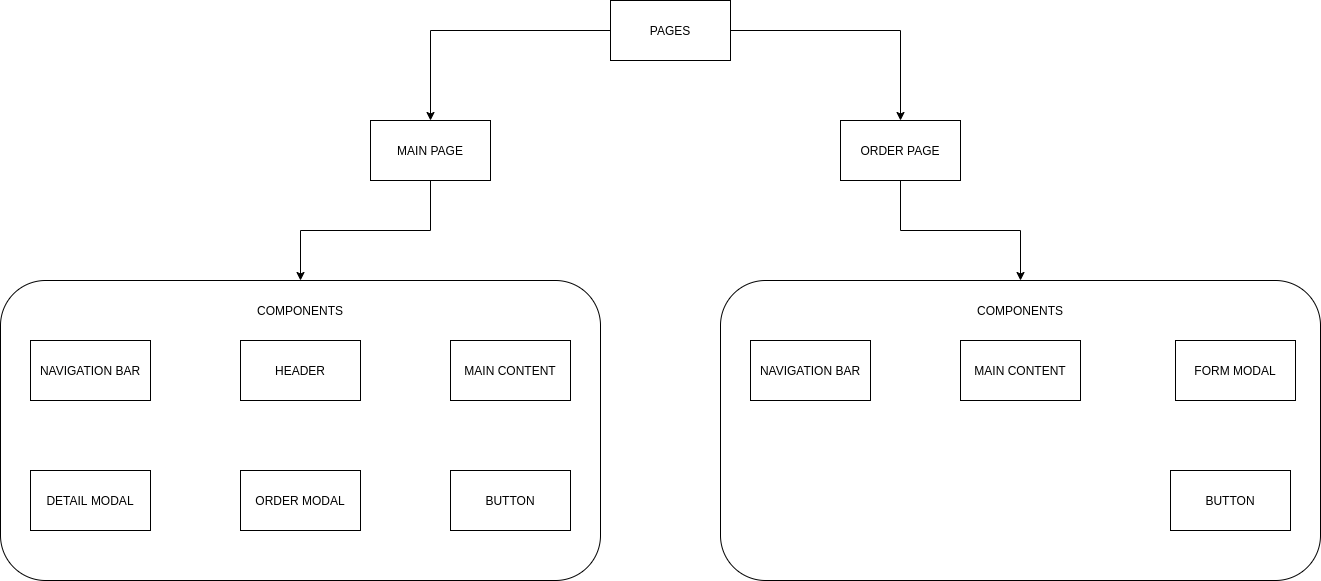 PAGES
MAIN PAGE
ORDER PAGE
COMPONENTS
NAVIGATION BAR
HEADER
MAIN CONTENT
DETAIL MODAL
ORDER MODAL
BUTTON
COMPONENTS
NAVIGATION BAR
MAIN CONTENT
FORM MODAL
BUTTON